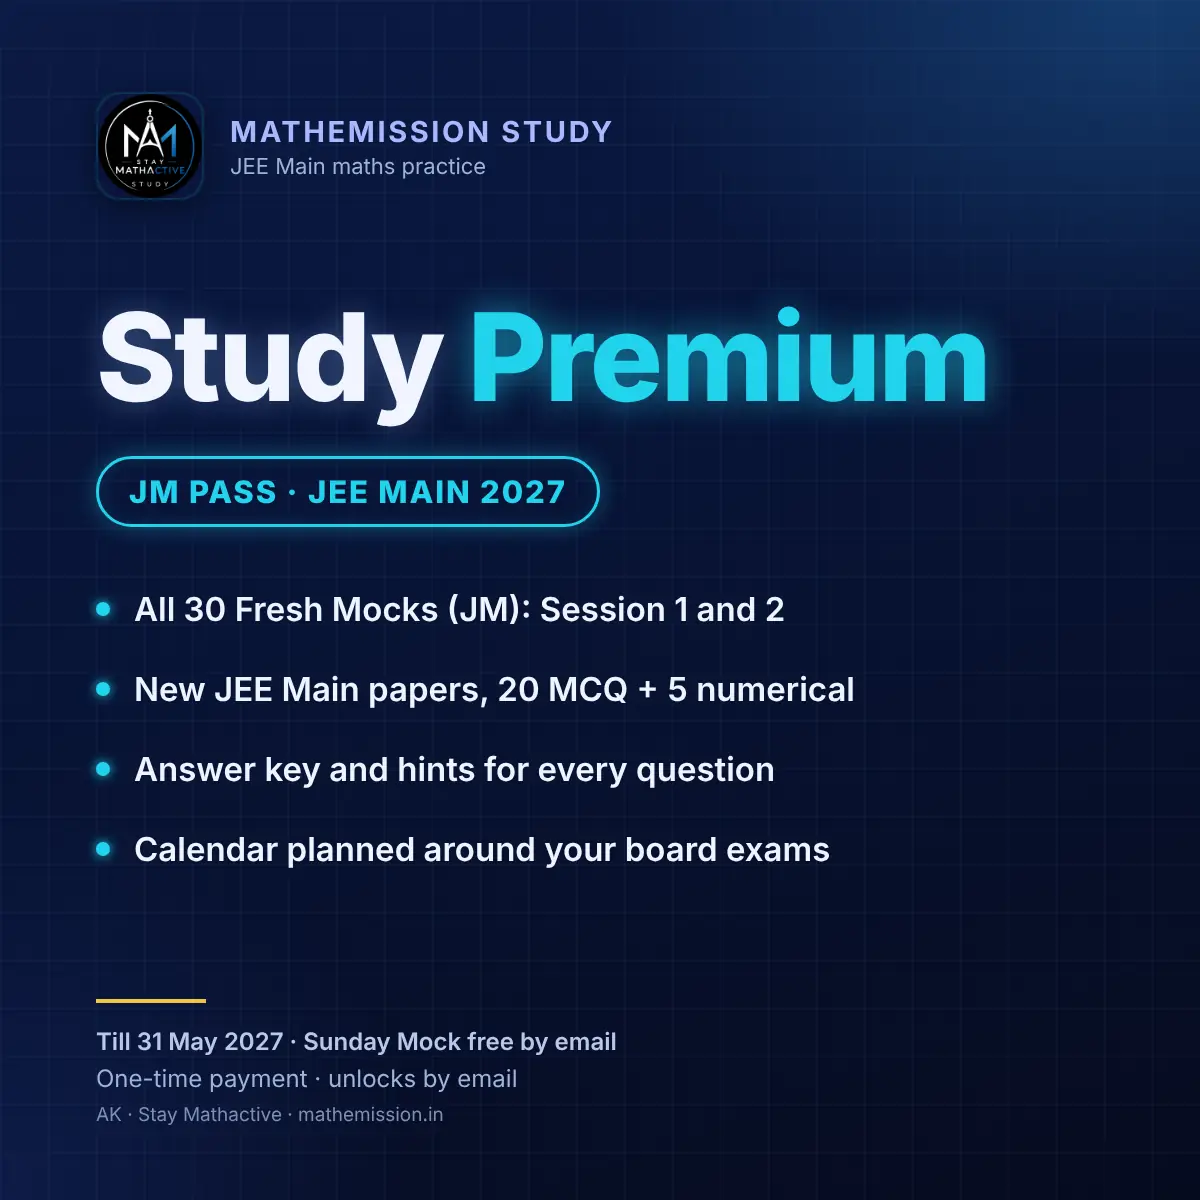 STAY
MATHACTIVE
STUDY
MATHEMISSION STUDY
JEE Main maths practice
Study Premium
JM PASS · JEE MAIN 2027
All 30 Fresh Mocks (JM): Session 1 and 2
New JEE Main papers, 20 MCQ + 5 numerical
Answer key and hints for every question
Calendar planned around your board exams
Till 31 May 2027 · Sunday Mock free by email
One-time payment · unlocks by email
AK · Stay Mathactive · mathemission.in